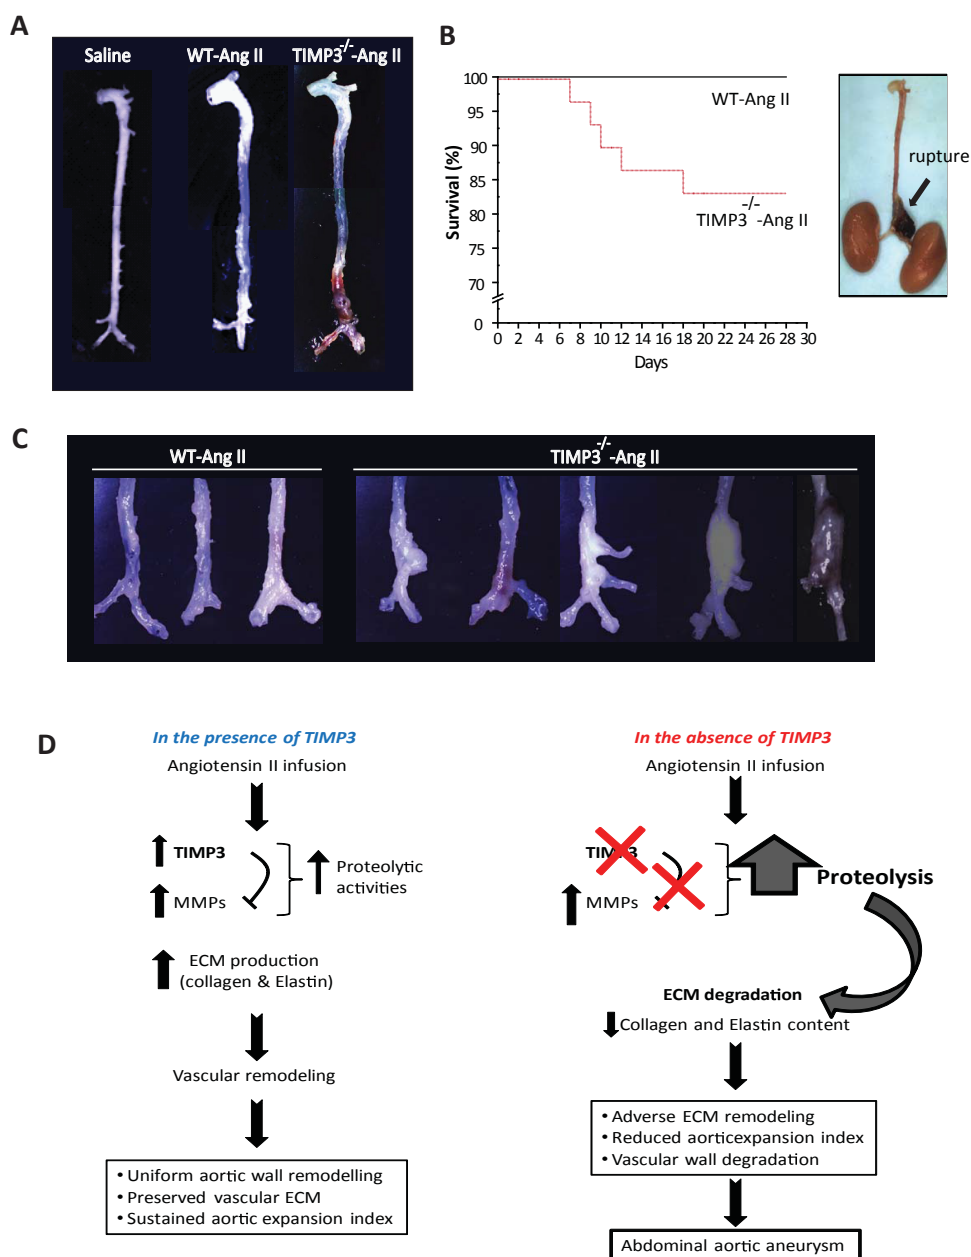 A
Saline
WT-Ang II
TIMP3-/--Ang II
B
Survival (%)
100
95
90
85
80
75
70
0
0 2 4 6 8 10 12 14 16 18 20 22 24 26 28 30
Days
WT-Ang II
TIMP3-/--Ang II
rupture
C
WT-Ang II
TIMP3-/--Ang II
D
In the presence of TIMP3
Angiotensin II infusion
TIMP3
MMPs
Proteolytic
activities
ECM production
(collagen & Elastin)
Vascular remodeling
• Uniform aortic wall remodelling
• Preserved vascular ECM
• Sustained aortic expansion index
In the absence of TIMP3
Angiotensin II infusion
TIMP3
MMPs
Proteolysis
ECM degradation
Collagen and Elastin content
• Adverse ECM remodeling
• Reduced aorticexpansion index
• Vascular wall degradation
Abdominal aortic aneurysm